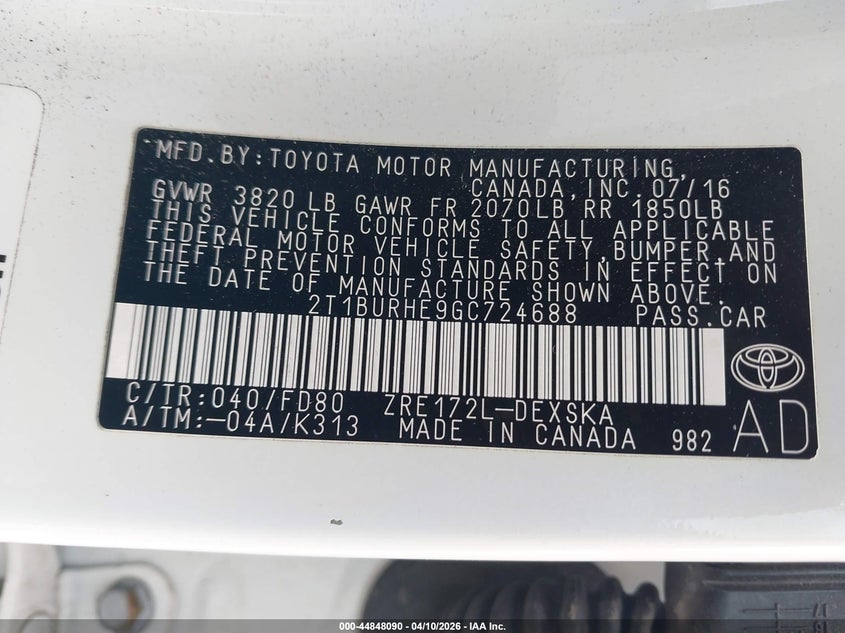 MFD.BY:TOYOTA MOTOR MANUFACTURING,
CANADA,INC.07/16
GVWR 3820 LB GAWR FR 2070LB RR 1850LB
THIS VEHICLE CONFORMS TO ALL APPLICABLE
FEDERAL MOTOR VEHICLE SAFETY,BUMPER,AND
THEFT PREVENTION STANDARDS IN EFFECT ON
THE DATE OF MANUFACTURE SHOWN ABOVE.
2T1BURHE9GC724688 PASS.CAR
C/TR:040/FD80 ZRE172L-DEXSKA
A/TM:-04A/K313 MADE IN CANADA 982 AD
000-44848090 - 04/10/2026 - IAA Inc.